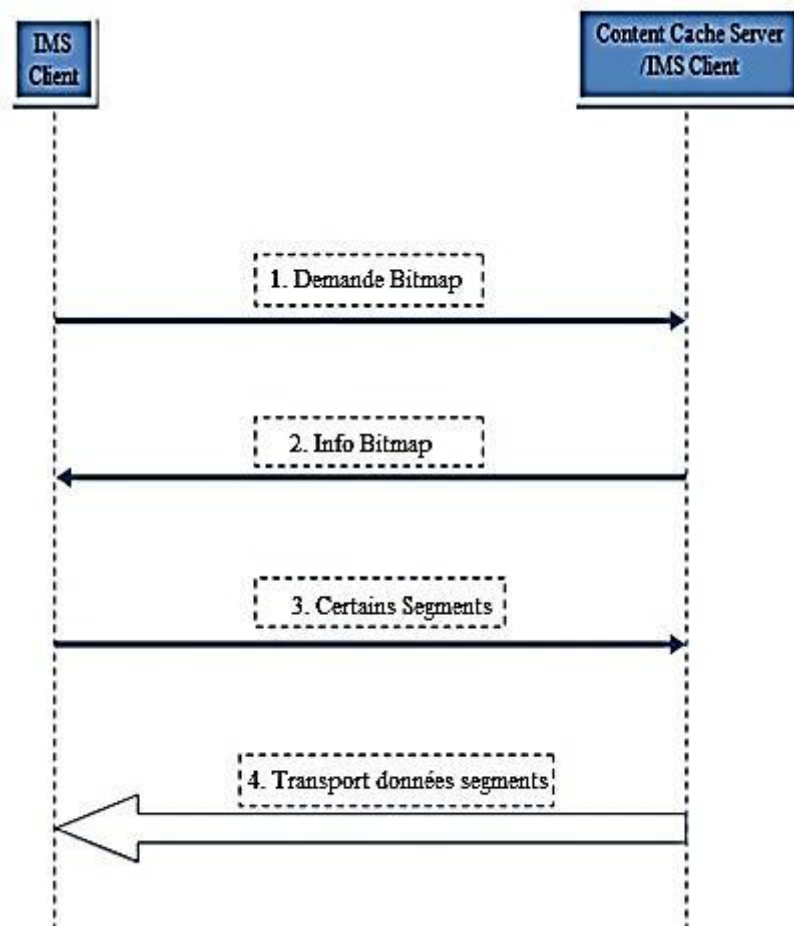 IMS
Client
Content Cache Server
/IMS Client
1. Demande Bitmap
2. Info Bitmap
3. Certains Segments
4. Transport données segments